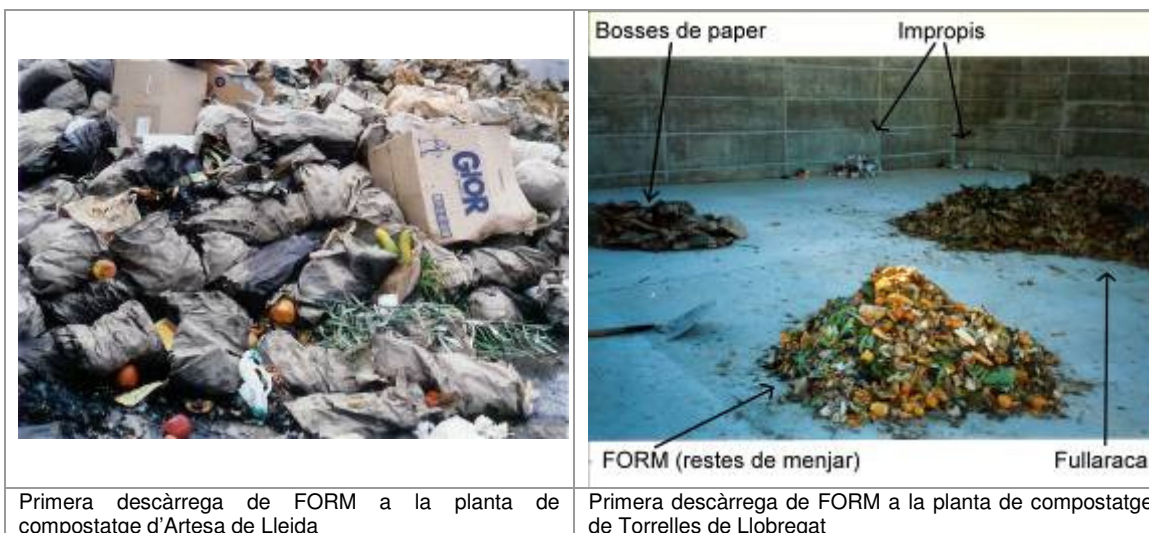 GIOR
Bosses de paper
Impropis
FORM (restes de menjar)
Fullaraca
Primera descàrrega de FORM a la planta de
compostatge d'Artesa de Lleida
Primera descàrrega de FORM a la planta de compostatge
de Torrelles de Llobregat